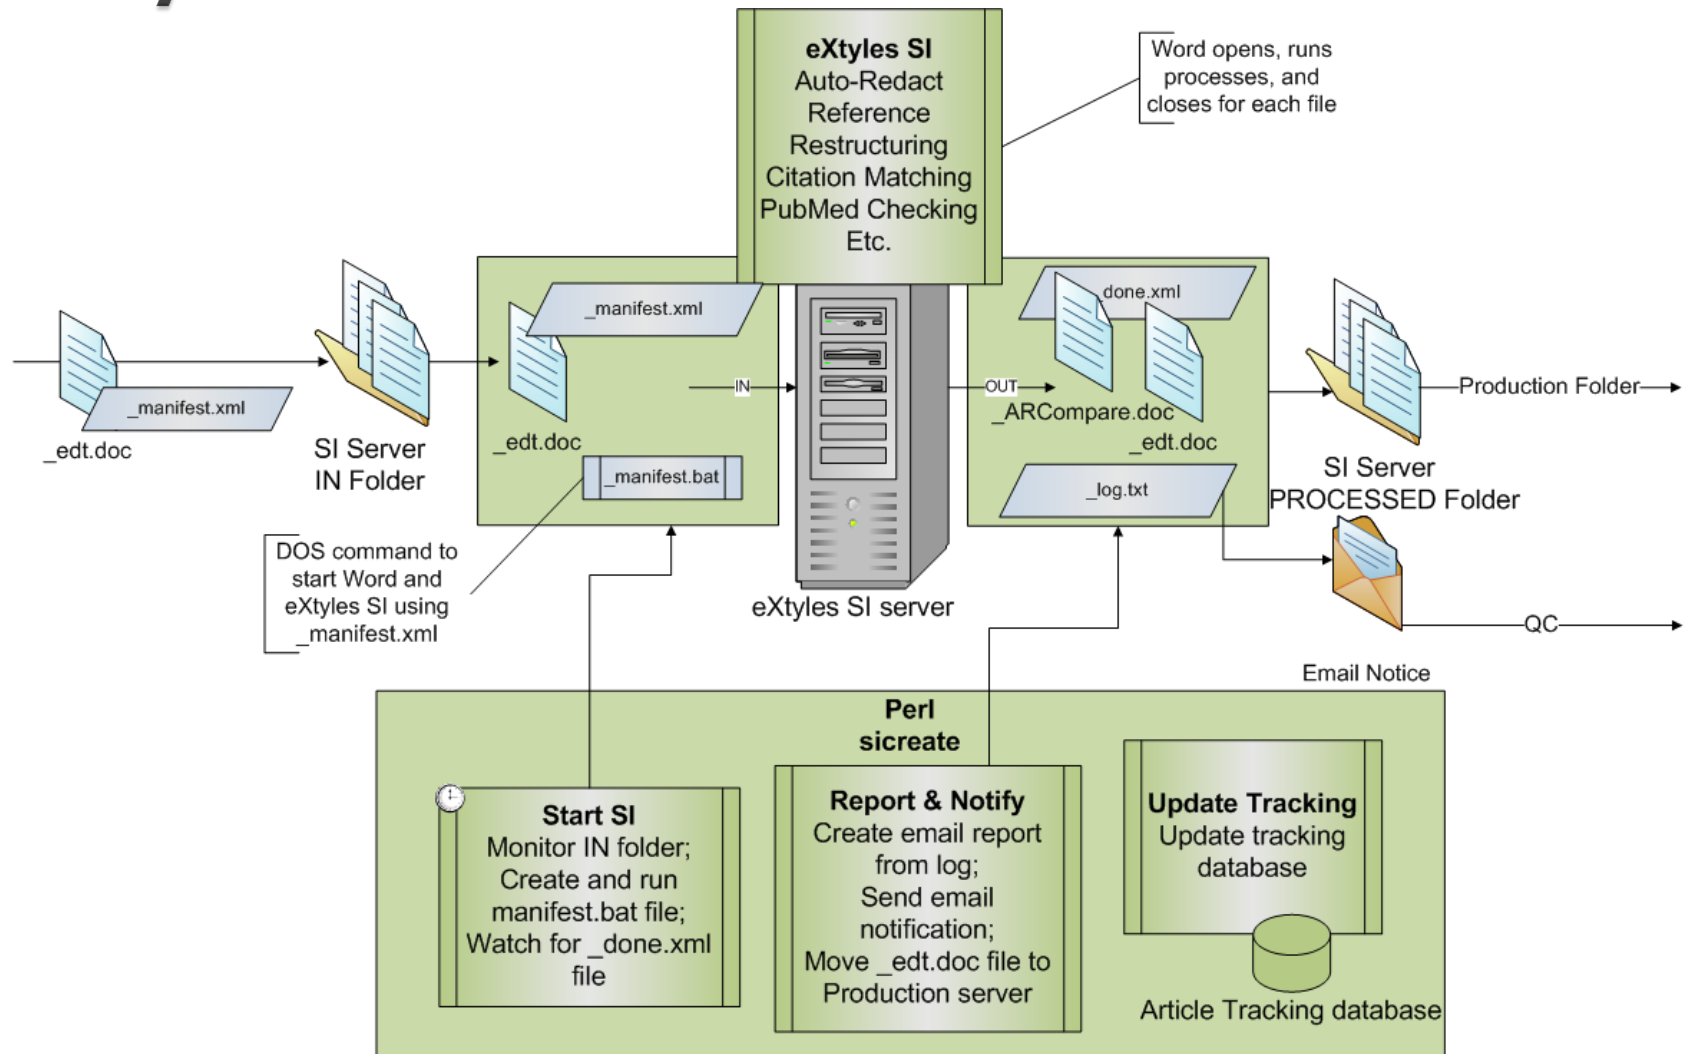 eXtyles SI
Auto-Redact
Reference
Restructuring
Citation Matching
PubMed Checking
Etc.
Word opens, runs
processes, and
closes for each file
_manifest.xml
_edt.doc
SI Server
IN Folder
_manifest.xml
_edt.doc
_manifest.bat
IN
DOS command to
start Word and
eXtyles SI using
_manifest.xml
eXtyles SI server
OUT
_done.xml
_ARCompare.doc
_edt.doc
_log.txt
Production Folder
SI Server
PROCESSED Folder
QC
Email Notice
Perl
sicreate
Start SI
Monitor IN folder;
Create and run
manifest.bat file;
Watch for _done.xml
file
Report & Notify
Create email report
from log;
Send email
notification;
Move _edt.doc file to
Production server
Update Tracking
Update tracking
database
Article Tracking database